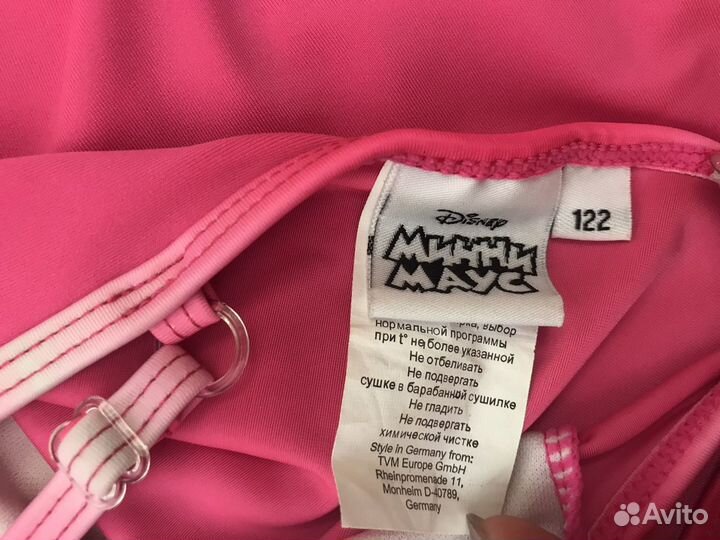 Disney
МИННИ
МАУС
122
выбор
нормальной программы
при t° не более указанной
Не отбеливать
Не подвергать
сушке в барабанной сушилке
Не гладить
Не подвергать
химической чистке
Style in Germany from:
TVM Europe GmbH
Rheinpromenade 11,
Monheim D-40789,
Germany
Avito